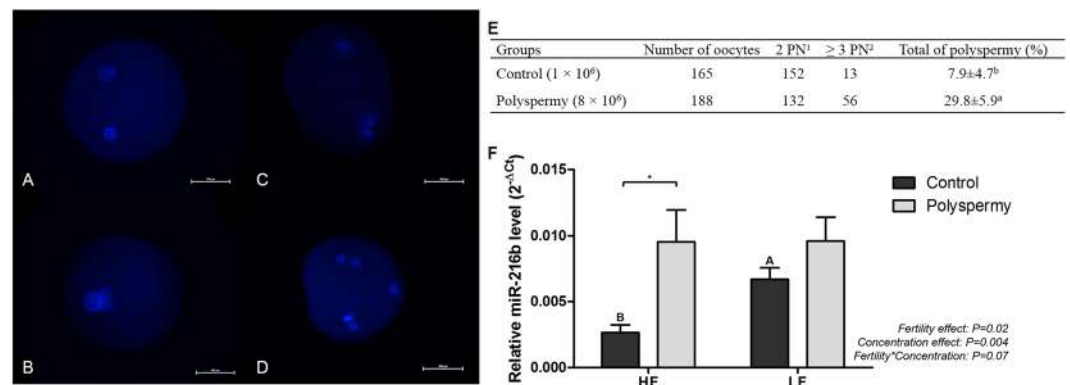 A
C
B
D
E
Groups Number of oocytes 2 PN¹ ≥ 3 PN² Total of polyspermy (%)
Control (1 × 10⁶) 165 152 13 7.9±4.7ᵇ
Polyspermy (8 × 10⁶) 188 132 56 29.8±5.9ᵃ
F
Relative miR-216b level (2^-ΔCt)
0.015
0.010
0.005
0.000
*
B
A
Control
Polyspermy
Fertility effect: P=0.02
Concentration effect: P=0.004
Fertility*Concentration: P=0.07
HF LF